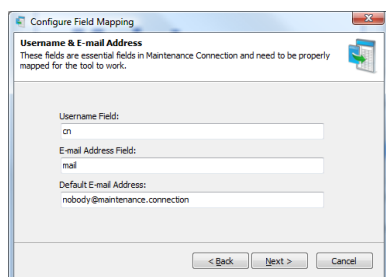 Configure Field Mapping
Username & E-mail Address
These fields are essential fields in Maintenance Connection and need to be properly
mapped for the tool to work.
Username Field:
cn
E-mail Address Field:
mail
Default E-mail Address:
nobody@maintenance.connection
< Back Next > Cancel